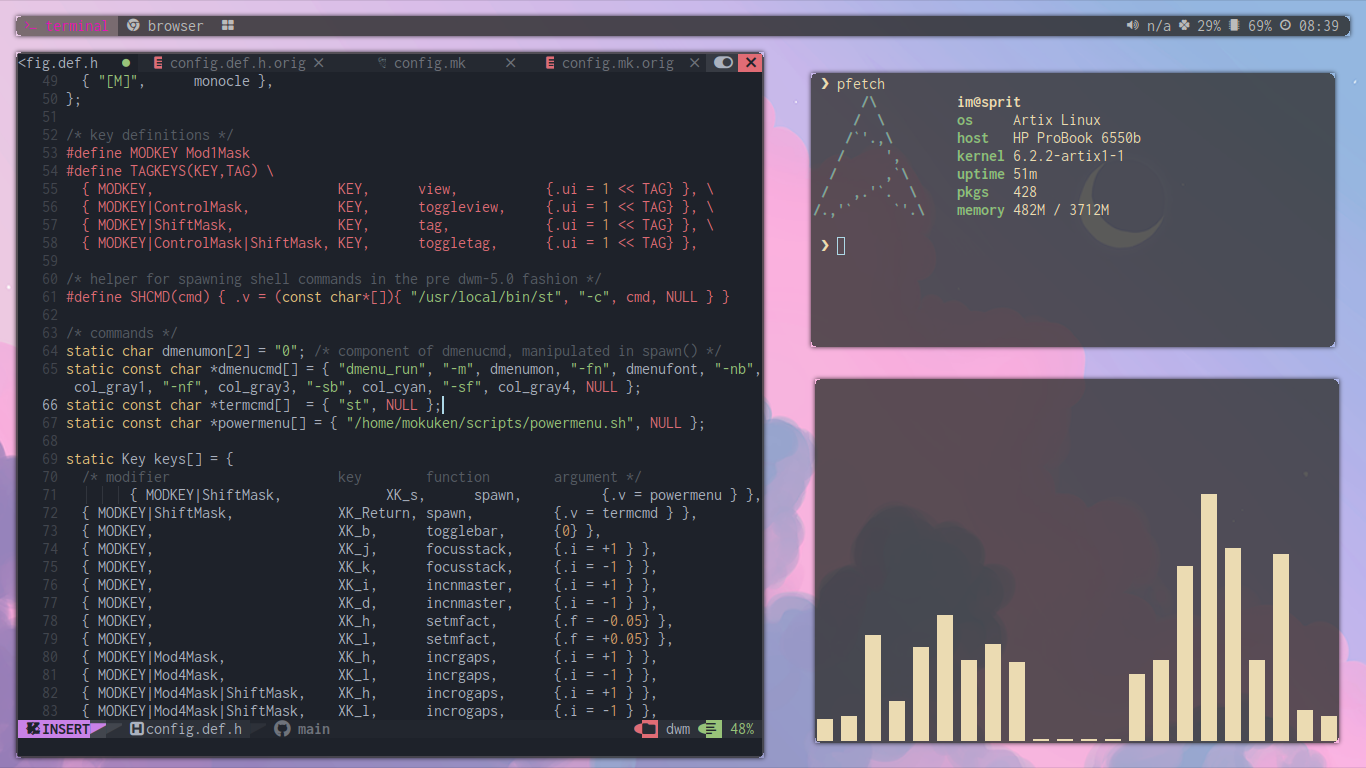 >_ terminal browser n/a 29% 69% 08:39
<fig.def.h config.def.h.orig config.mk config.mk.orig
49 { "[M]", monocle },
50 };
51
52 /* key definitions */
53 #define MODKEY Mod1Mask
54 #define TAGKEYS(KEY,TAG) \
55 { MODKEY, KEY, view, {.ui = 1 << TAG} }, \
56 { MODKEY|ControlMask, KEY, toggleview, {.ui = 1 << TAG} }, \
57 { MODKEY|ShiftMask, KEY, tag, {.ui = 1 << TAG} }, \
58 { MODKEY|ControlMask|ShiftMask, KEY, toggletag, {.ui = 1 << TAG} },
59
60 /* helper for spawning shell commands in the pre dwm-5.0 fashion */
61 #define SHCMD(cmd) { .v = (const char*[]){ "/usr/local/bin/st", "-c", cmd, NULL } }
62
63 /* commands */
64 static char dmenumon[2] = "0"; /* component of dmenucmd, manipulated in spawn() */
65 static const char *dmenucmd[] = { "dmenu_run", "-m", dmenumon, "-fn", dmenufont, "-nb",
col_gray1, "-nf", col_gray3, "-sb", col_cyan, "-sf", col_gray4, NULL };
66 static const char *termcmd[] = { "st", NULL };
67 static const char *powermenu[] = { "/home/mokuken/scripts/powermenu.sh", NULL };
68
69 static Key keys[] = {
70 /* modifier key function argument */
71 { MODKEY|ShiftMask, XK_s, spawn, {.v = powermenu } },
72 { MODKEY|ShiftMask, XK_Return, spawn, {.v = termcmd } },
73 { MODKEY, XK_b, togglebar, {0} },
74 { MODKEY, XK_j, focusstack, {.i = +1 } },
75 { MODKEY, XK_k, focusstack, {.i = -1 } },
76 { MODKEY, XK_i, incnmaster, {.i = +1 } },
77 { MODKEY, XK_d, incnmaster, {.i = -1 } },
78 { MODKEY, XK_h, setmfact, {.f = -0.05} },
79 { MODKEY, XK_l, setmfact, {.f = +0.05} },
80 { MODKEY|Mod4Mask, XK_h, incrgaps, {.i = +1 } },
81 { MODKEY|Mod4Mask, XK_l, incrgaps, {.i = -1 } },
82 { MODKEY|Mod4Mask|ShiftMask, XK_h, incrogaps, {.i = +1 } },
83 { MODKEY|Mod4Mask|ShiftMask, XK_l, incrogaps, {.i = -1 } },
INSERT config.def.h main dwm 48%
❯ pfetch
im@sprit
os Artix Linux
host HP ProBook 6550b
kernel 6.2.2-artix1-1
uptime 51m
pkgs 428
memory 482M / 3712M
❯